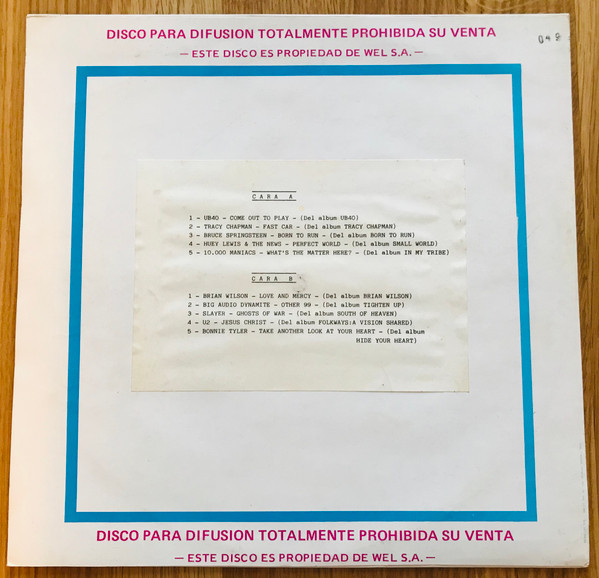 DISCO PARA DIFUSION TOTALMENTE PROHIBIDA SU VENTA
— ESTE DISCO ES PROPIEDAD DE WEL S.A. —
CARA A
1 - UB40 - COME OUT TO PLAY - (Del album UB40)
2 - TRACY CHAPMAN - FAST CAR - (Del album TRACY CHAPMAN)
3 - BRUCE SPRINGSTEEN - BORN TO RUN - (Del album BORN TO RUN)
4 - HUEY LEWIS & THE NEWS - PERFECT WORLD - (Del album SMALL WORLD)
5 - 10.000 MANIACS - WHAT'S THE MATTER HERE? - (Del album IN MY TRIBE)
CARA B
1 - BRIAN WILSON - LOVE AND MERCY - (Del album BRIAN WILSON)
2 - BIG AUDIO DYNAMITE - OTHER 99 - (Del album TIGHTEN UP)
3 - SLAYER - GHOSTS OF WAR - (Del album SOUTH OF HEAVEN)
4 - U2 - JESUS CHRIST - (Del album FOLKWAYS:A VISION SHARED)
5 - BONNIE TYLER - TAKE ANOTHER LOOK AT YOUR HEART - (Del album
HIDE YOUR HEART)
DISCO PARA DIFUSION TOTALMENTE PROHIBIDA SU VENTA
— ESTE DISCO ES PROPIEDAD DE WEL S.A. —